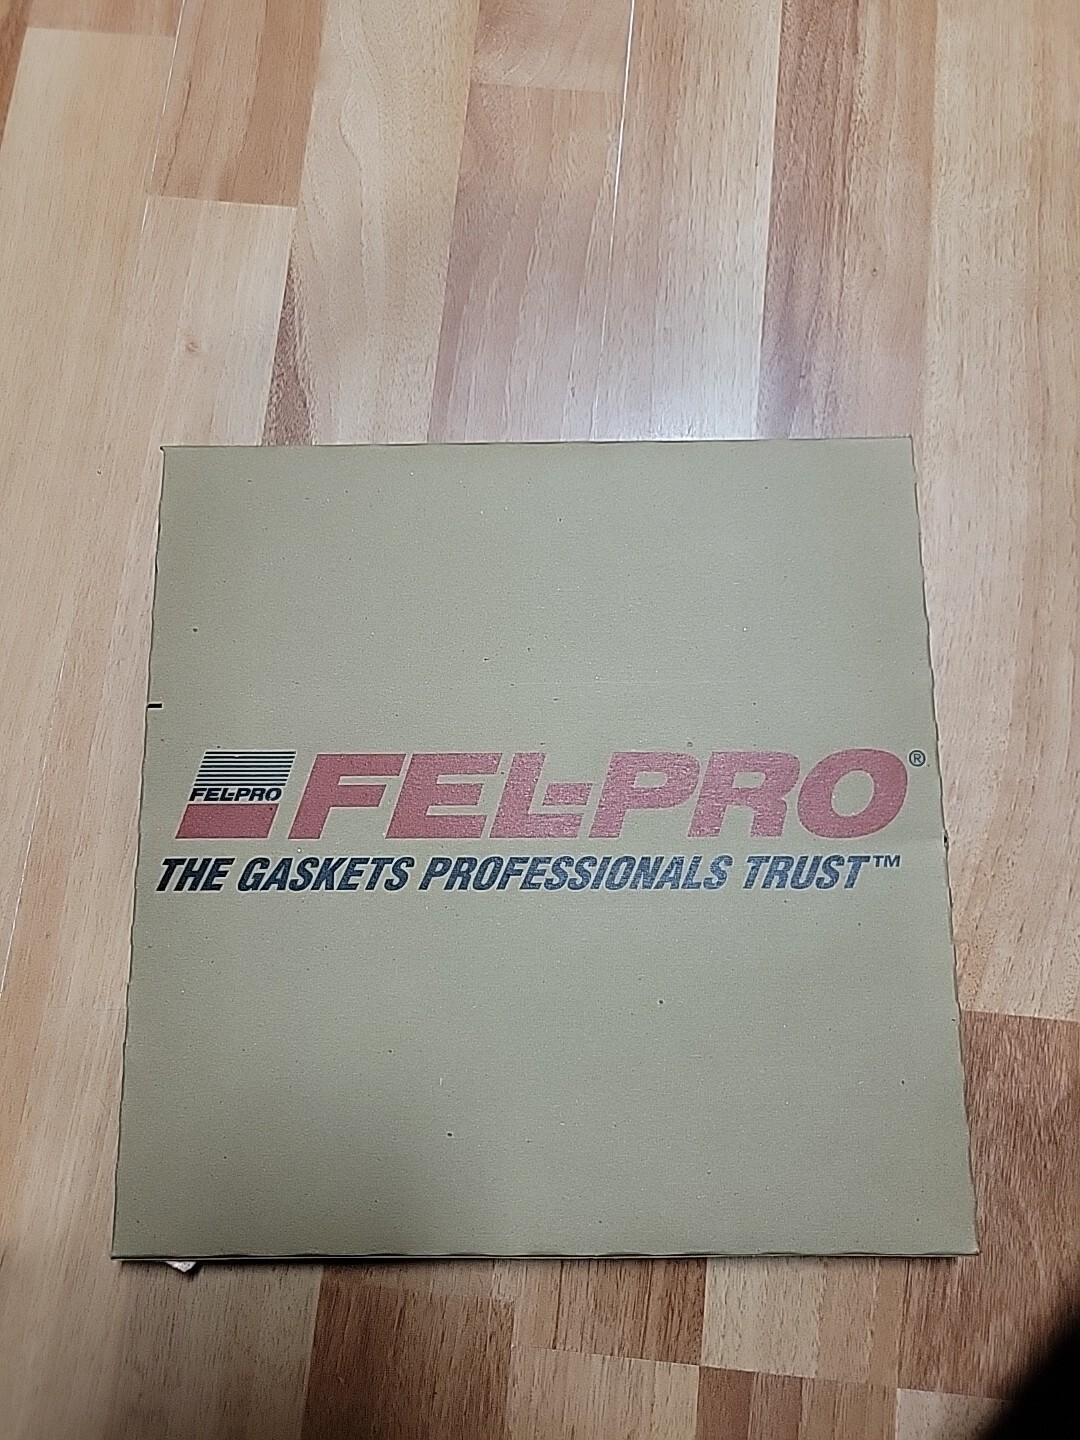 FEL-PRO
FEL-PRO®
THE GASKETS PROFESSIONALS TRUST™